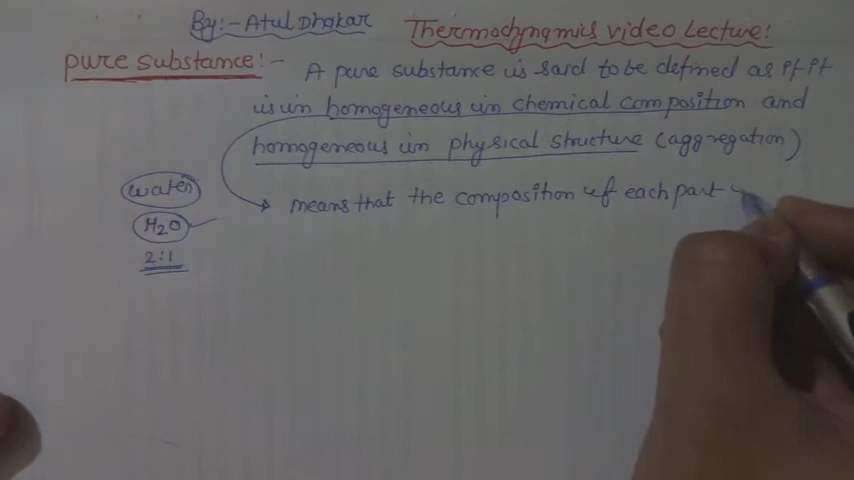 By:- Atul Dhakar
Thermodynamics video Lecture:
pure substance:- A pure substance is said to be defined as if it
is in homogeneous in chemical composition and
homogeneous in physical structure (aggregation)
water
means that the composition of each part
H2O
2:1